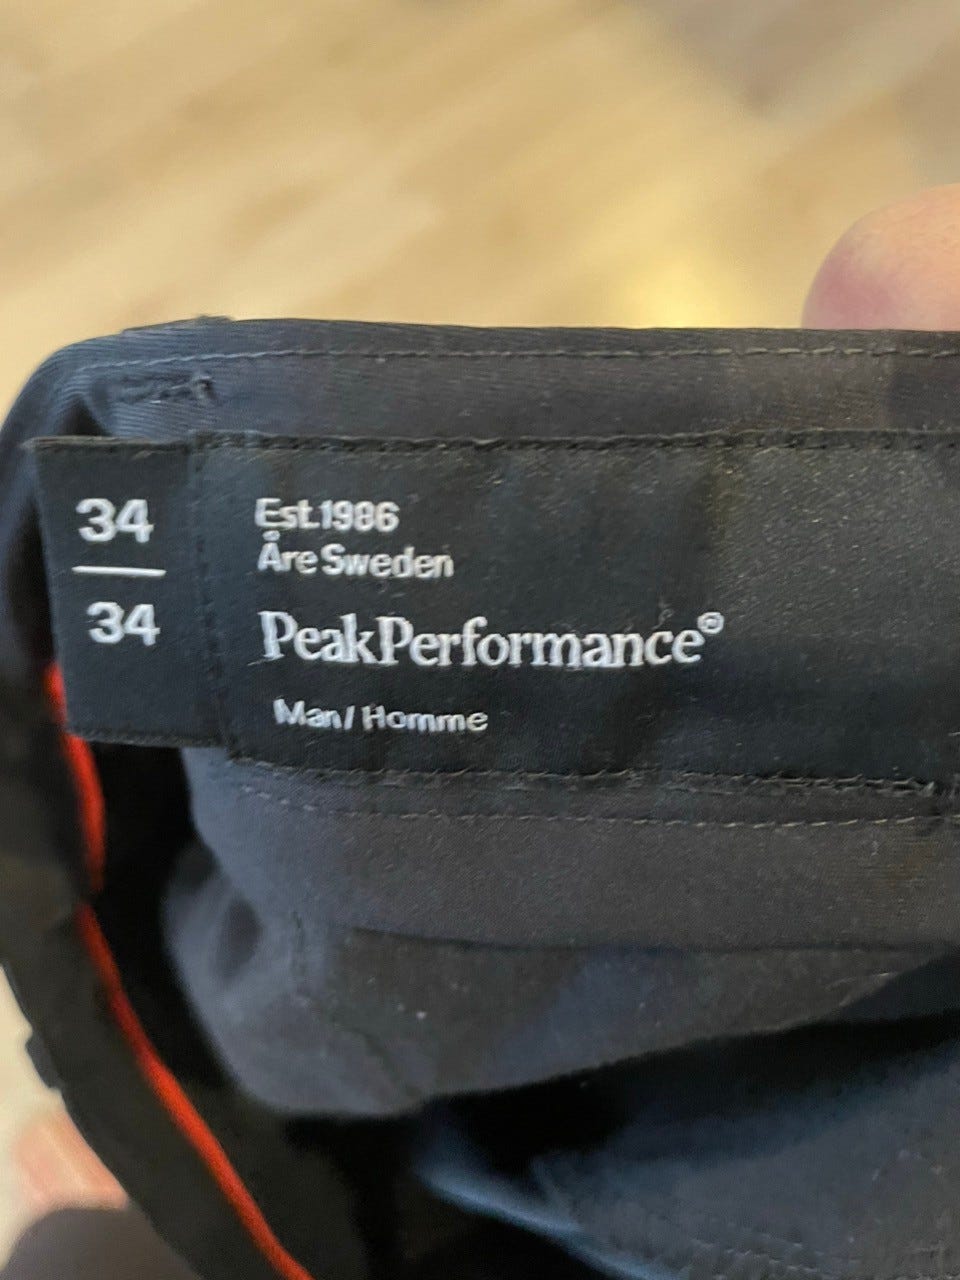 34
34
Est.1986
Åre Sweden
PeakPerformance®
Man/Homme